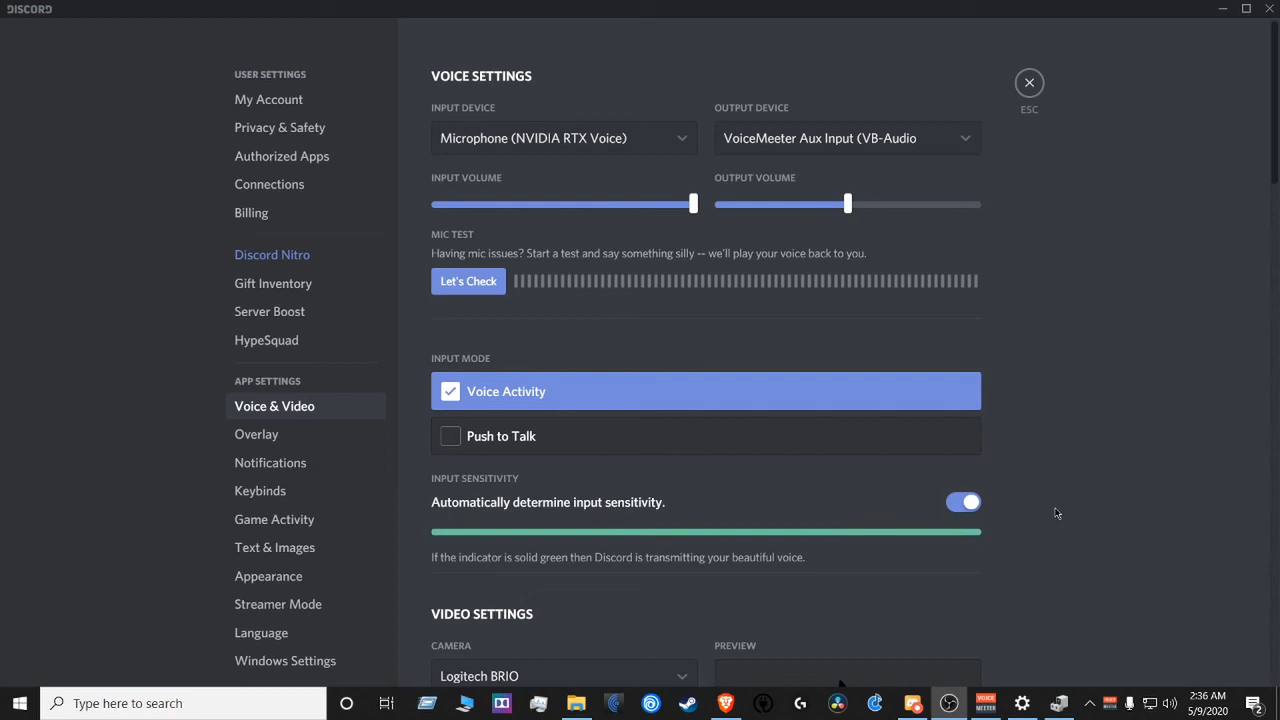 DISCORD
USER SETTINGS
My Account
Privacy & Safety
Authorized Apps
Connections
Billing
Discord Nitro
Gift Inventory
Server Boost
HypeSquad
APP SETTINGS
Voice & Video
Overlay
Notifications
Keybinds
Game Activity
Text & Images
Appearance
Streamer Mode
Language
Windows Settings
VOICE SETTINGS
INPUT DEVICE
Microphone (NVIDIA RTX Voice)
OUTPUT DEVICE
VoiceMeeter Aux Input (VB-Audio
INPUT VOLUME
OUTPUT VOLUME
MIC TEST
Having mic issues? Start a test and say something silly -- we'll play your voice back to you.
Let's Check
INPUT MODE
Voice Activity
Push to Talk
INPUT SENSITIVITY
Automatically determine input sensitivity.
If the indicator is solid green then Discord is transmitting your beautiful voice.
VIDEO SETTINGS
CAMERA
Logitech BRIO
PREVIEW
ESC
Type here to search
VOICE
MEETER
2:36 AM
5/9/2020
2